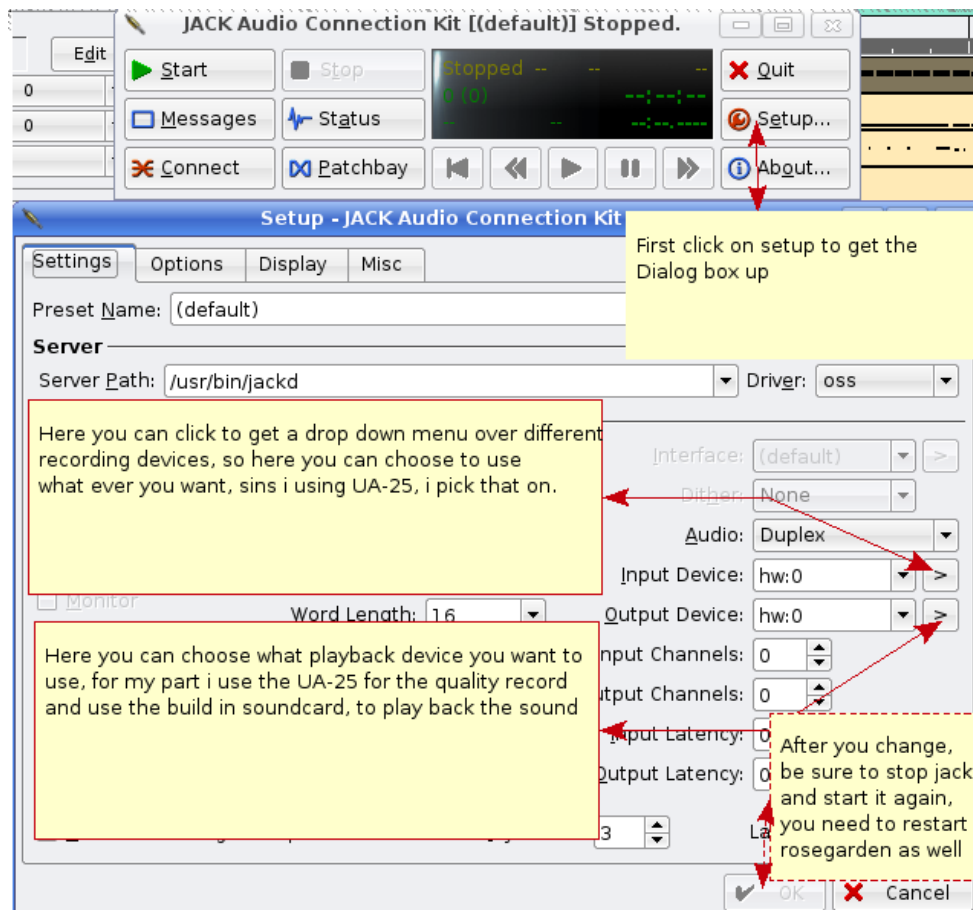 JACK Audio Connection Kit [(default)] Stopped.
Edit
Start
Stop
Stopped -- -- --
Quit
0
0 (0) --:--:--
0
Messages
Status
-- -- --:--.----
Setup...
Connect
Patchbay
About...
Setup - JACK Audio Connection Kit
First click on setup to get the
Dialog box up
Settings
Options
Display
Misc
Preset Name: (default)
Server
Server Path: /usr/bin/jackd
Driver: oss
Here you can click to get a drop down menu over different
recording devices, so here you can choose to use
what ever you want, sins i using UA-25, i pick that on.
Interface: (default) >
Dither: None
Audio: Duplex
Input Device: hw:0 >
Monitor
Word Length: 16
Output Device: hw:0 >
Here you can choose what playback device you want to
use, for my part i use the UA-25 for the quality record
and use the build in soundcard, to play back the sound
nput Channels: 0
utput Channels: 0
Input Latency: 0
Output Latency: 0
After you change,
be sure to stop jack
and start it again,
you need to restart
rosegarden as well
3
La
OK
Cancel